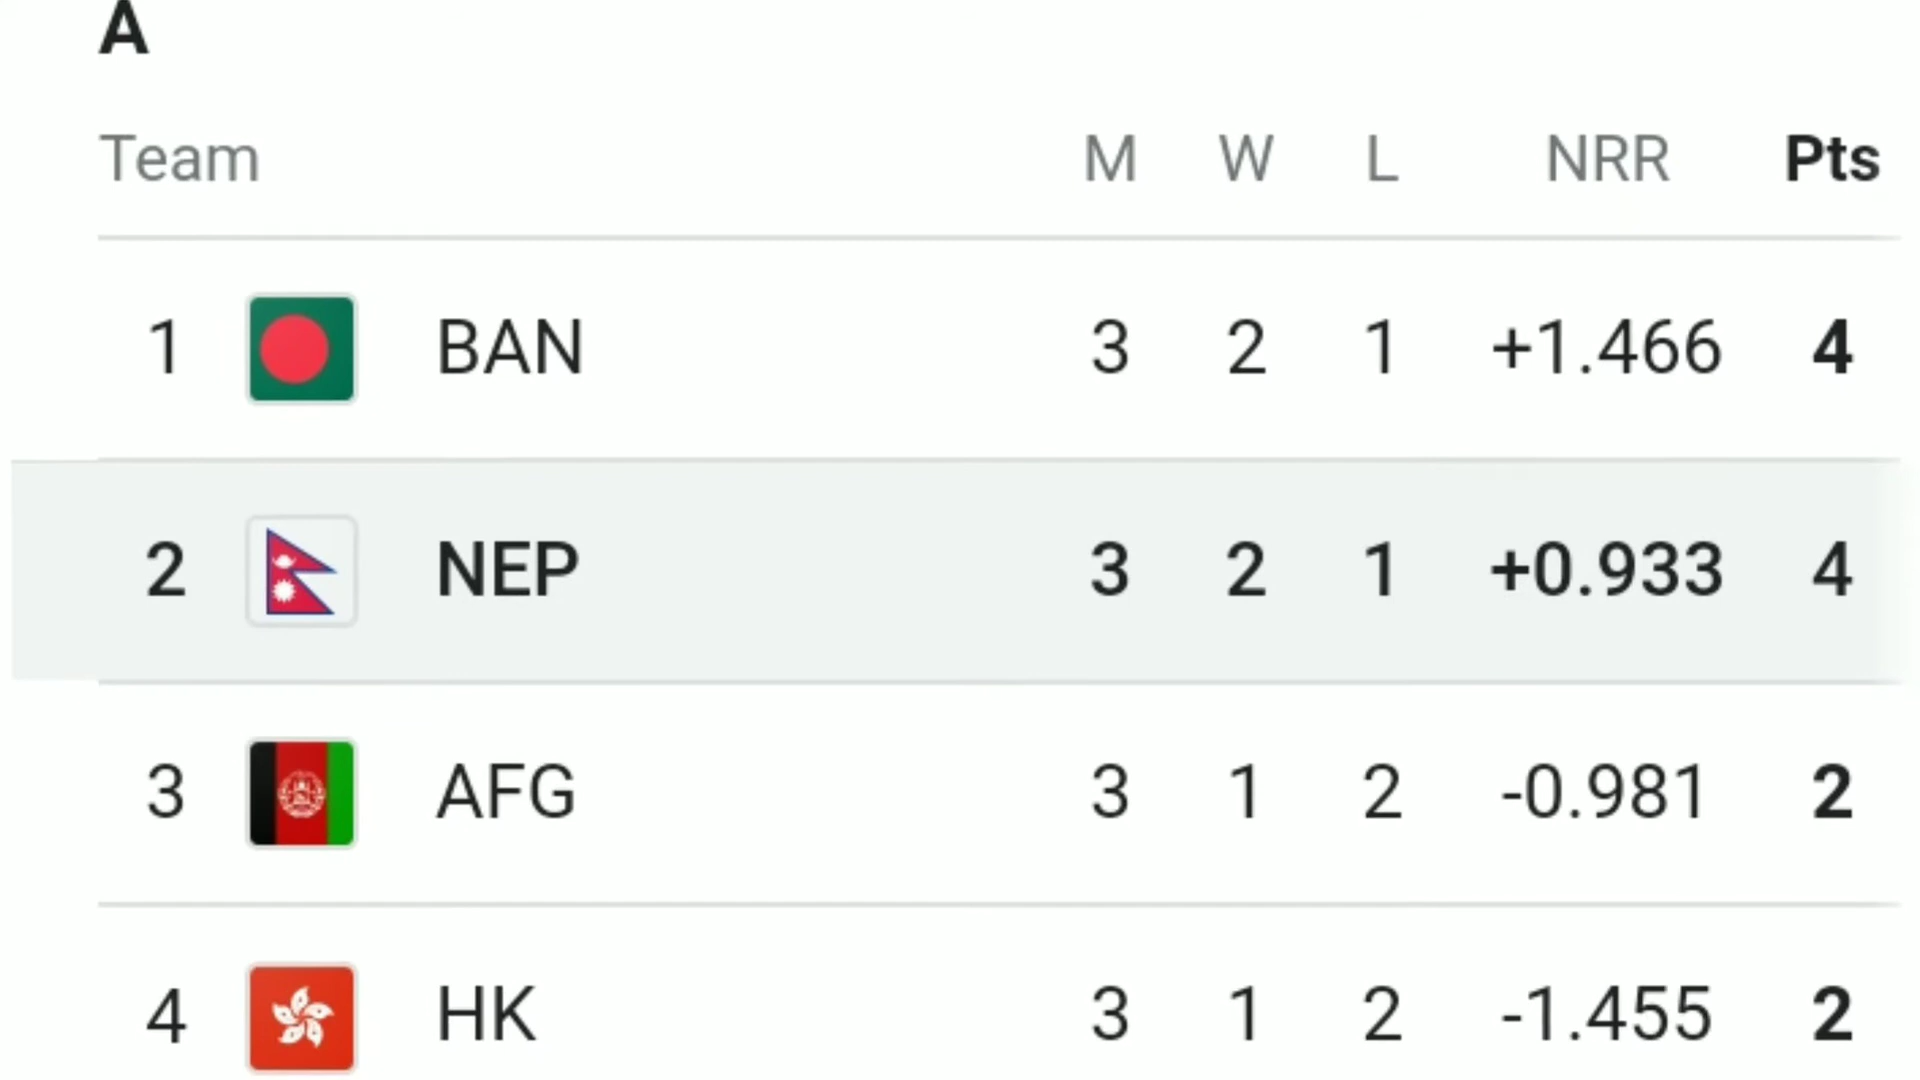 A
Team M W L NRR Pts
1 BAN 3 2 1 +1.466 4
2 NEP 3 2 1 +0.933 4
3 AFG 3 1 2 -0.981 2
4 HK 3 1 2 -1.455 2